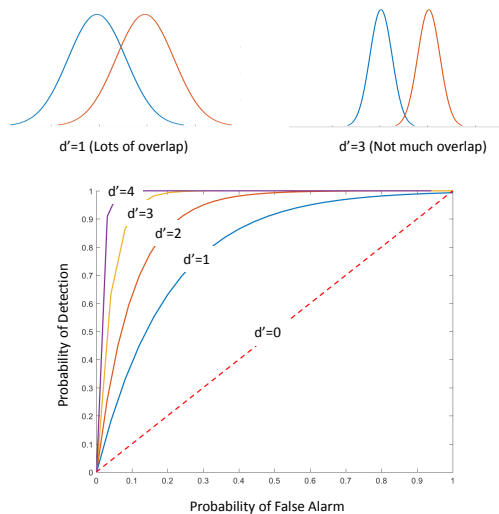 d’=1 (Lots of overlap)
d’=3 (Not much overlap)
d’=4
d’=3
d’=2
d’=1
d’=0
1
0.9
0.8
0.7
0.6
0.5
0.4
0.3
0.2
0.1
0
0
0.1
0.2
0.3
0.4
0.5
0.6
0.7
0.8
0.9
1
Probability of Detection
Probability of False Alarm